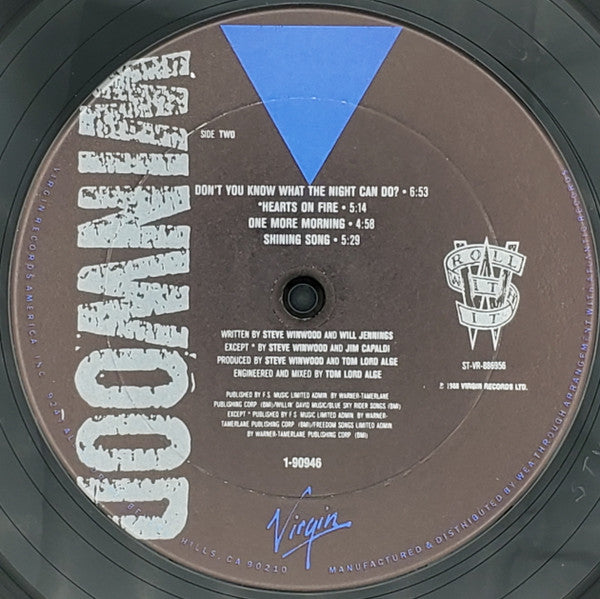 WINWOOD
SIDE TWO
DON'T YOU KNOW WHAT THE NIGHT CAN DO? • 6:53
*HEARTS ON FIRE • 5:14
ONE MORE MORNING • 4:58
SHINING SONG • 5:29
ROLL
WITH
IT
WRITTEN BY STEVE WINWOOD AND WILL JENNINGS
EXCEPT * BY STEVE WINWOOD AND JIM CAPALDI
PRODUCED BY STEVE WINWOOD AND TOM LORD ALGE
ENGINEERED AND MIXED BY TOM LORD ALGE
ST-VR-886956
℗ 1988 VIRGIN RECORDS LTD.
PUBLISHED BY F.S. MUSIC LIMITED ADMIN. BY WARNER-TAMERLANE
PUBLISHING CORP. (BMI)/WILLIN' DAVID MUSIC/BLUE SKY RIDER SONGS (BMI)
EXCEPT * PUBLISHED BY F.S. MUSIC LIMITED ADMIN. BY WARNER-
TAMERLANE PUBLISHING CORP. (BMI)/FREEDOM SONGS LIMITED ADMIN
BY WARNER-TAMERLANE PUBLISHING CORP. (BMI)
1-90946
Virgin
VIRGIN RECORDS AMERICA, INC.
HILLS, CA 90210
MANUFACTURED & DISTRIBUTED BY WEA THROUGH ARRANGEMENT WITH ATLANTIC RECORDS